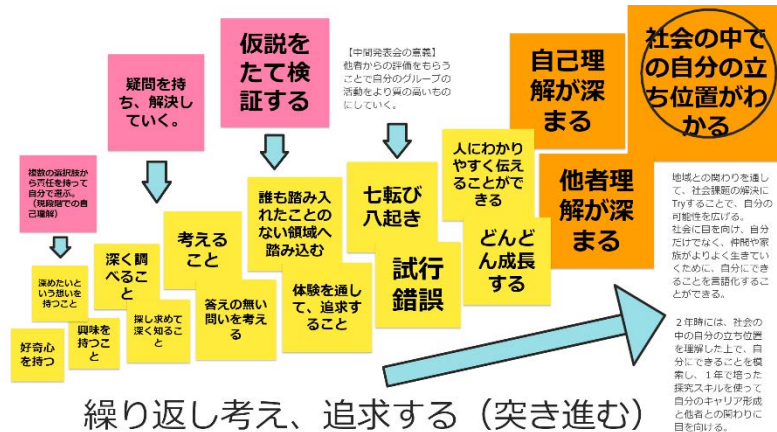 複数の選択肢
から責任を持って
自分で選ぶ。
（現段階での自
己理解）
疑問を持
ち、解決し
ていく。
仮説を
たて検
証する
【中間発表会の意義】
他者からの評価をもらう
ことで自分のグループの
活動をより質の高いも
のにしていく。
自己理
解が深
まる
社会の中で
の自分の立
ち位置がわ
かる
深めたいと
いう想いを
持つこと
好奇心
を持つ
興味を
持つこ
と
深く調
べるこ
と
探し求めて
深く知ること
考える
こと
答えの無い
問いを考え
る
誰も踏み入
れたことの
ない領域へ
踏み込む
体験を通し
て、追求す
ること
七転び
八起き
試行
錯誤
人にわかり
やすく伝え
ることがで
きる
どんど
ん成長
する
他者理
解が深
まる
地域との関わりを通し
て、社会課題の解決に
Tryすることで、自分の
可能性を広げる。
社会に目を向け、自分
だけでなく、仲間や家
族がよりよく生きてい
くために、自分にでき
ることを言語化するこ
とができる。
２年時には、社会の
中の自分の立ち位置
を理解した上で、自
分にできることを模
索し、１年で培った
探究スキルを使って
自分のキャリア形成
と他者との関わりに
目を向ける。
繰り返し考え、追求する（突き進む）